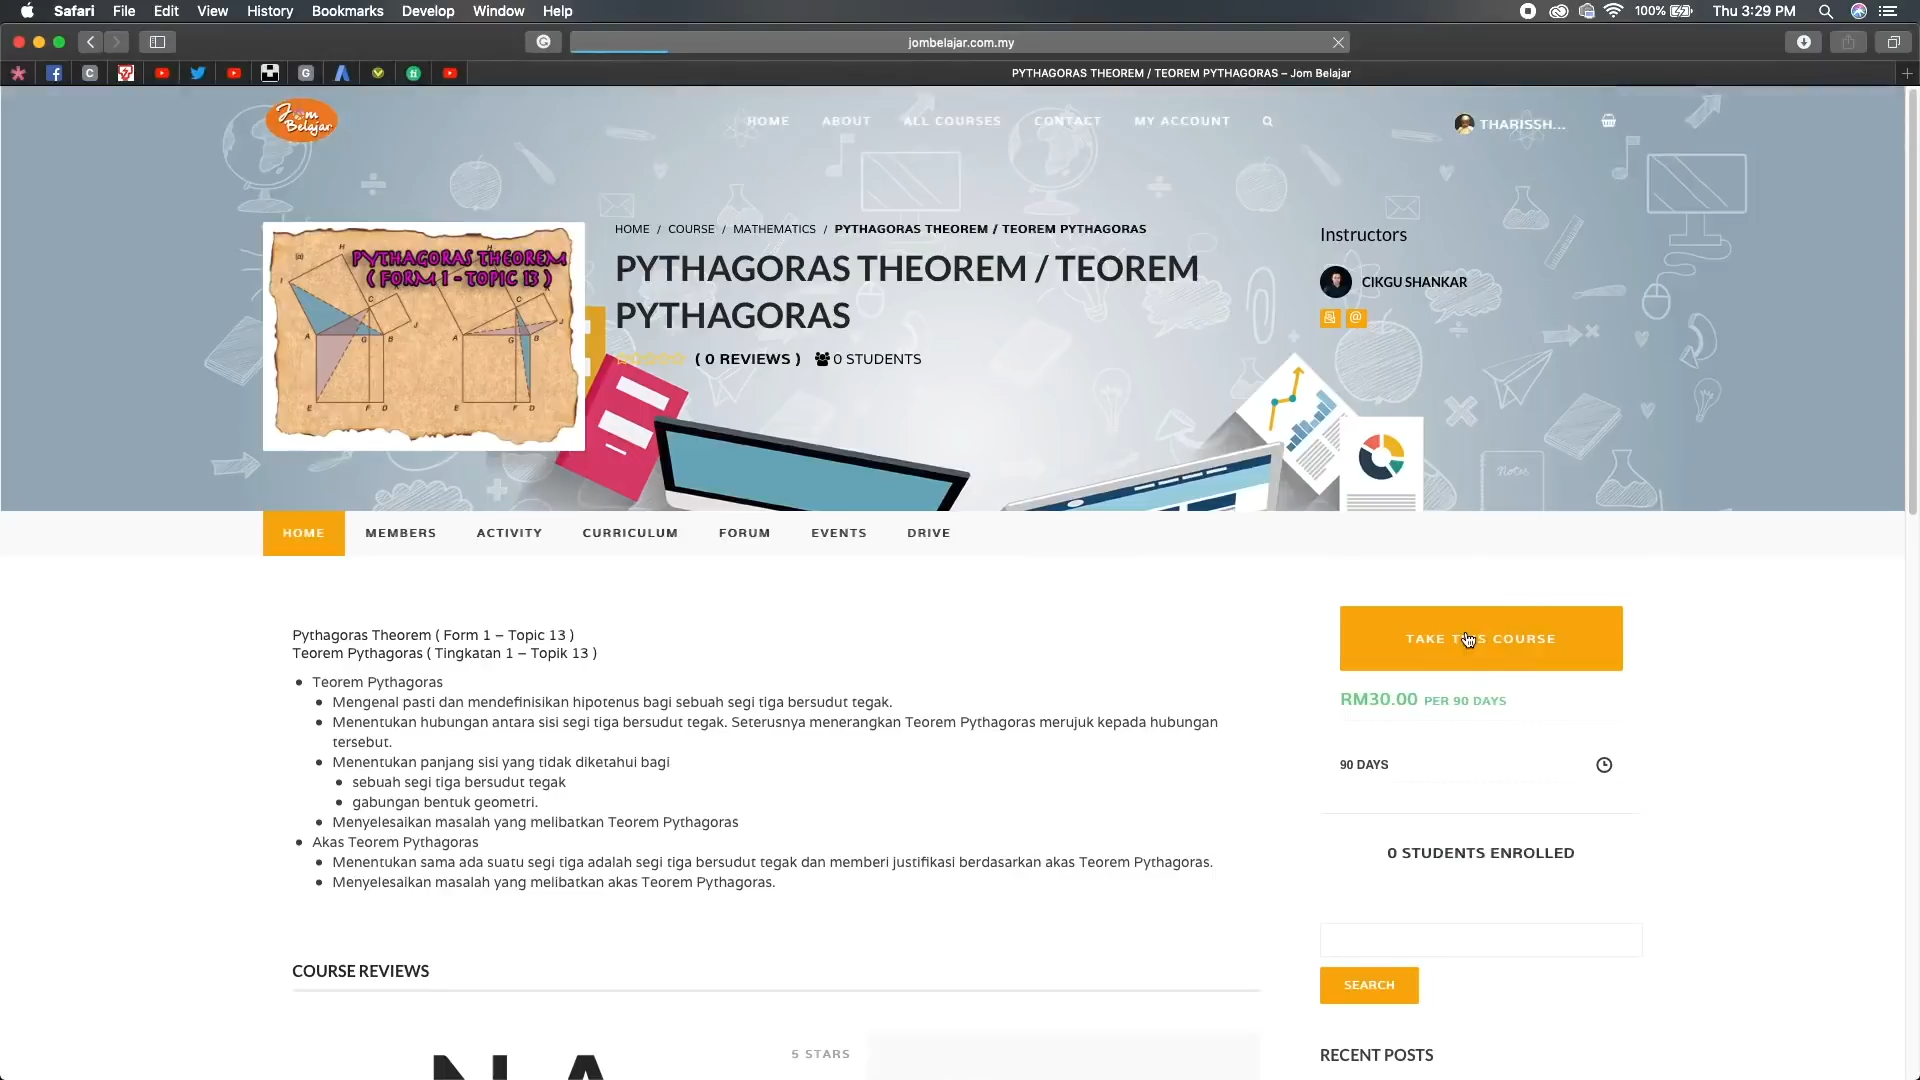 Safari File Edit View History Bookmarks Develop Window Help 100% Thu 3:29 PM
jombelajar.com.my
PYTHAGORAS THEOREM / TEOREM PYTHAGORAS – Jom Belajar
Jom Belajar
HOME ABOUT ALL COURSES CONTACT MY ACCOUNT THARISSH...
PYTHAGORAS THEOREM
( FORM 1 - TOPIC 13 )
HOME / COURSE / MATHEMATICS / PYTHAGORAS THEOREM / TEOREM PYTHAGORAS
PYTHAGORAS THEOREM / TEOREM
PYTHAGORAS
( 0 REVIEWS ) 0 STUDENTS
Instructors
CIKGU SHANKAR
Notes
HOME MEMBERS ACTIVITY CURRICULUM FORUM EVENTS DRIVE
Pythagoras Theorem ( Form 1 – Topic 13 )
Teorem Pythagoras ( Tingkatan 1 – Topik 13 )
Teorem Pythagoras
Mengenal pasti dan mendefinisikan hipotenus bagi sebuah segi tiga bersudut tegak.
Menentukan hubungan antara sisi segi tiga bersudut tegak. Seterusnya menerangkan Teorem Pythagoras merujuk kepada hubungan
tersebut.
Menentukan panjang sisi yang tidak diketahui bagi
sebuah segi tiga bersudut tegak
gabungan bentuk geometri.
Menyelesaikan masalah yang melibatkan Teorem Pythagoras
Akas Teorem Pythagoras
Menentukan sama ada suatu segi tiga adalah segi tiga bersudut tegak dan memberi justifikasi berdasarkan akas Teorem Pythagoras.
Menyelesaikan masalah yang melibatkan akas Teorem Pythagoras.
COURSE REVIEWS
5 STARS
TAKE THIS COURSE
RM30.00 PER 90 DAYS
90 DAYS
0 STUDENTS ENROLLED
SEARCH
RECENT POSTS